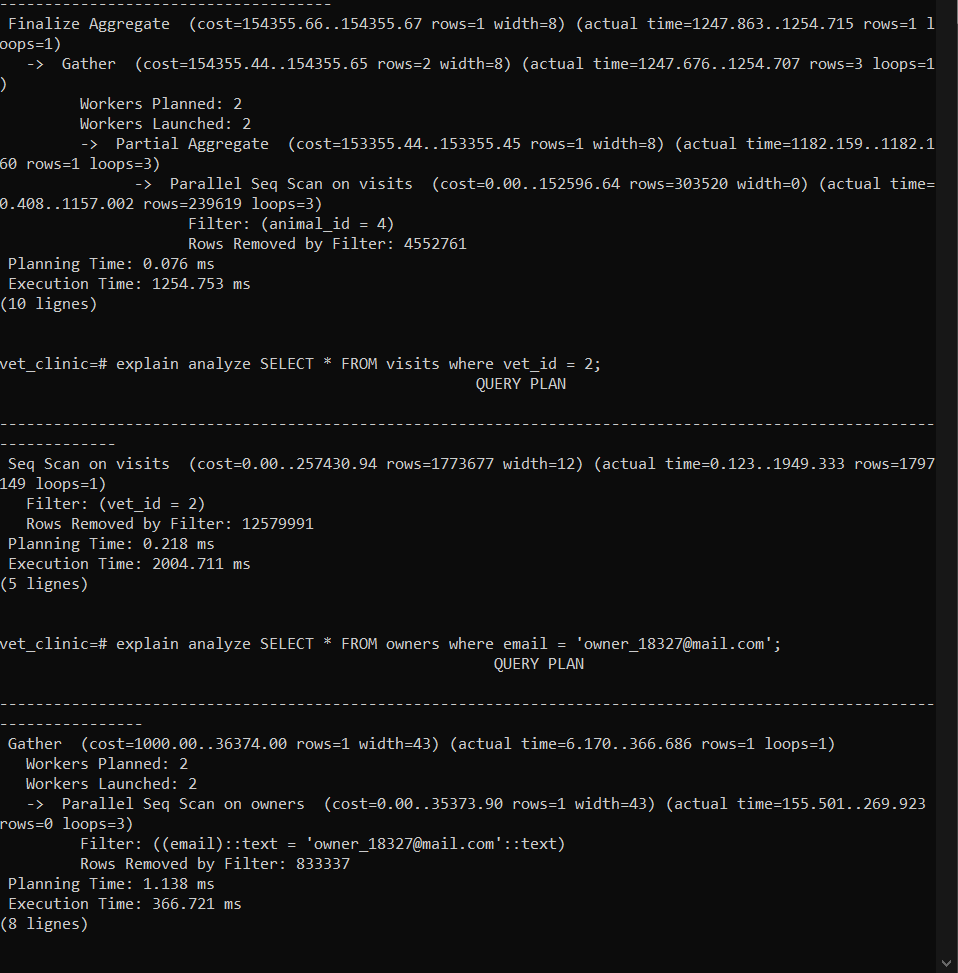 -------------------------------------
 Finalize Aggregate  (cost=154355.66..154355.67 rows=1 width=8) (actual time=1247.863..1254.715 rows=1 l
oops=1)
   ->  Gather  (cost=154355.44..154355.65 rows=2 width=8) (actual time=1247.676..1254.707 rows=3 loops=1
)
         Workers Planned: 2
         Workers Launched: 2
         ->  Partial Aggregate  (cost=153355.44..153355.45 rows=1 width=8) (actual time=1182.159..1182.1
60 rows=1 loops=3)
               ->  Parallel Seq Scan on visits  (cost=0.00..152596.64 rows=303520 width=0) (actual time=
0.408..1157.002 rows=239619 loops=3)
                     Filter: (animal_id = 4)
                     Rows Removed by Filter: 4552761
 Planning Time: 0.076 ms
 Execution Time: 1254.753 ms
(10 lignes)
vet_clinic=# explain analyze SELECT * FROM visits where vet_id = 2;
                                                     QUERY PLAN
--------------------------------------------------------------------------------------------------------
-------------
 Seq Scan on visits  (cost=0.00..257430.94 rows=1773677 width=12) (actual time=0.123..1949.333 rows=1797
149 loops=1)
   Filter: (vet_id = 2)
   Rows Removed by Filter: 12579991
 Planning Time: 0.218 ms
 Execution Time: 2004.711 ms
(5 lignes)
vet_clinic=# explain analyze SELECT * FROM owners where email = 'owner_18327@mail.com';
                                                       QUERY PLAN
--------------------------------------------------------------------------------------------------------
----------------
 Gather  (cost=1000.00..36374.00 rows=1 width=43) (actual time=6.170..366.686 rows=1 loops=1)
   Workers Planned: 2
   Workers Launched: 2
   ->  Parallel Seq Scan on owners  (cost=0.00..35373.90 rows=1 width=43) (actual time=155.501..269.923
rows=0 loops=3)
         Filter: ((email)::text = 'owner_18327@mail.com'::text)
         Rows Removed by Filter: 833337
 Planning Time: 1.138 ms
 Execution Time: 366.721 ms
(8 lignes)